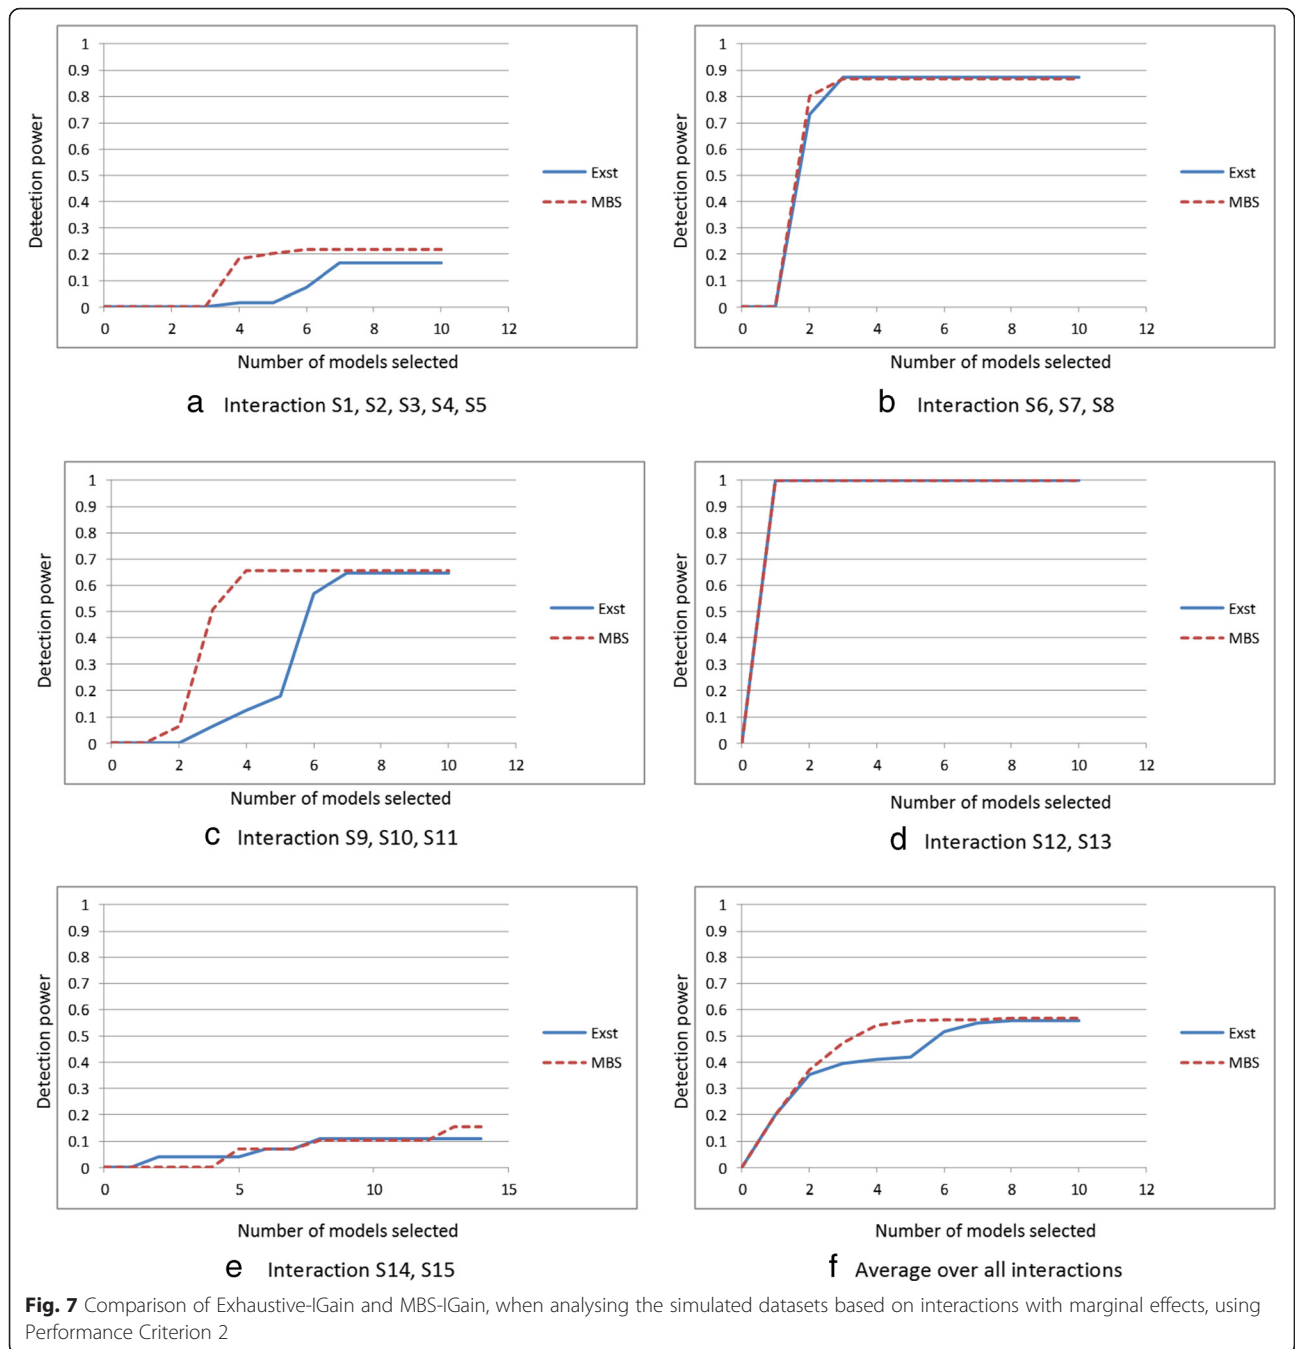 1
0.9
0.8
0.7
0.6
0.5
0.4
0.3
0.2
0.1
0
Detection power
0 2 4 6 8 10 12
Number of models selected
Exst
MBS
a Interaction S1, S2, S3, S4, S5
1
0.9
0.8
0.7
0.6
0.5
0.4
0.3
0.2
0.1
0
Detection power
0 2 4 6 8 10 12
Number of models selected
Exst
MBS
b Interaction S6, S7, S8
1
0.9
0.8
0.7
0.6
0.5
0.4
0.3
0.2
0.1
0
Detection power
0 2 4 6 8 10 12
Number of models selected
Exst
MBS
c Interaction S9, S10, S11
1
0.9
0.8
0.7
0.6
0.5
0.4
0.3
0.2
0.1
0
Detection power
0 2 4 6 8 10 12
Number of models selected
Exst
MBS
d Interaction S12, S13
1
0.9
0.8
0.7
0.6
0.5
0.4
0.3
0.2
0.1
0
Detection power
0 5 10 15
Number of models selected
Exst
MBS
e Interaction S14, S15
1
0.9
0.8
0.7
0.6
0.5
0.4
0.3
0.2
0.1
0
Detection power
0 2 4 6 8 10 12
Number of models selected
Exst
MBS
f Average over all interactions
Fig. 7 Comparison of Exhaustive-IGain and MBS-IGain, when analysing the simulated datasets based on interactions with marginal effects, using
Performance Criterion 2